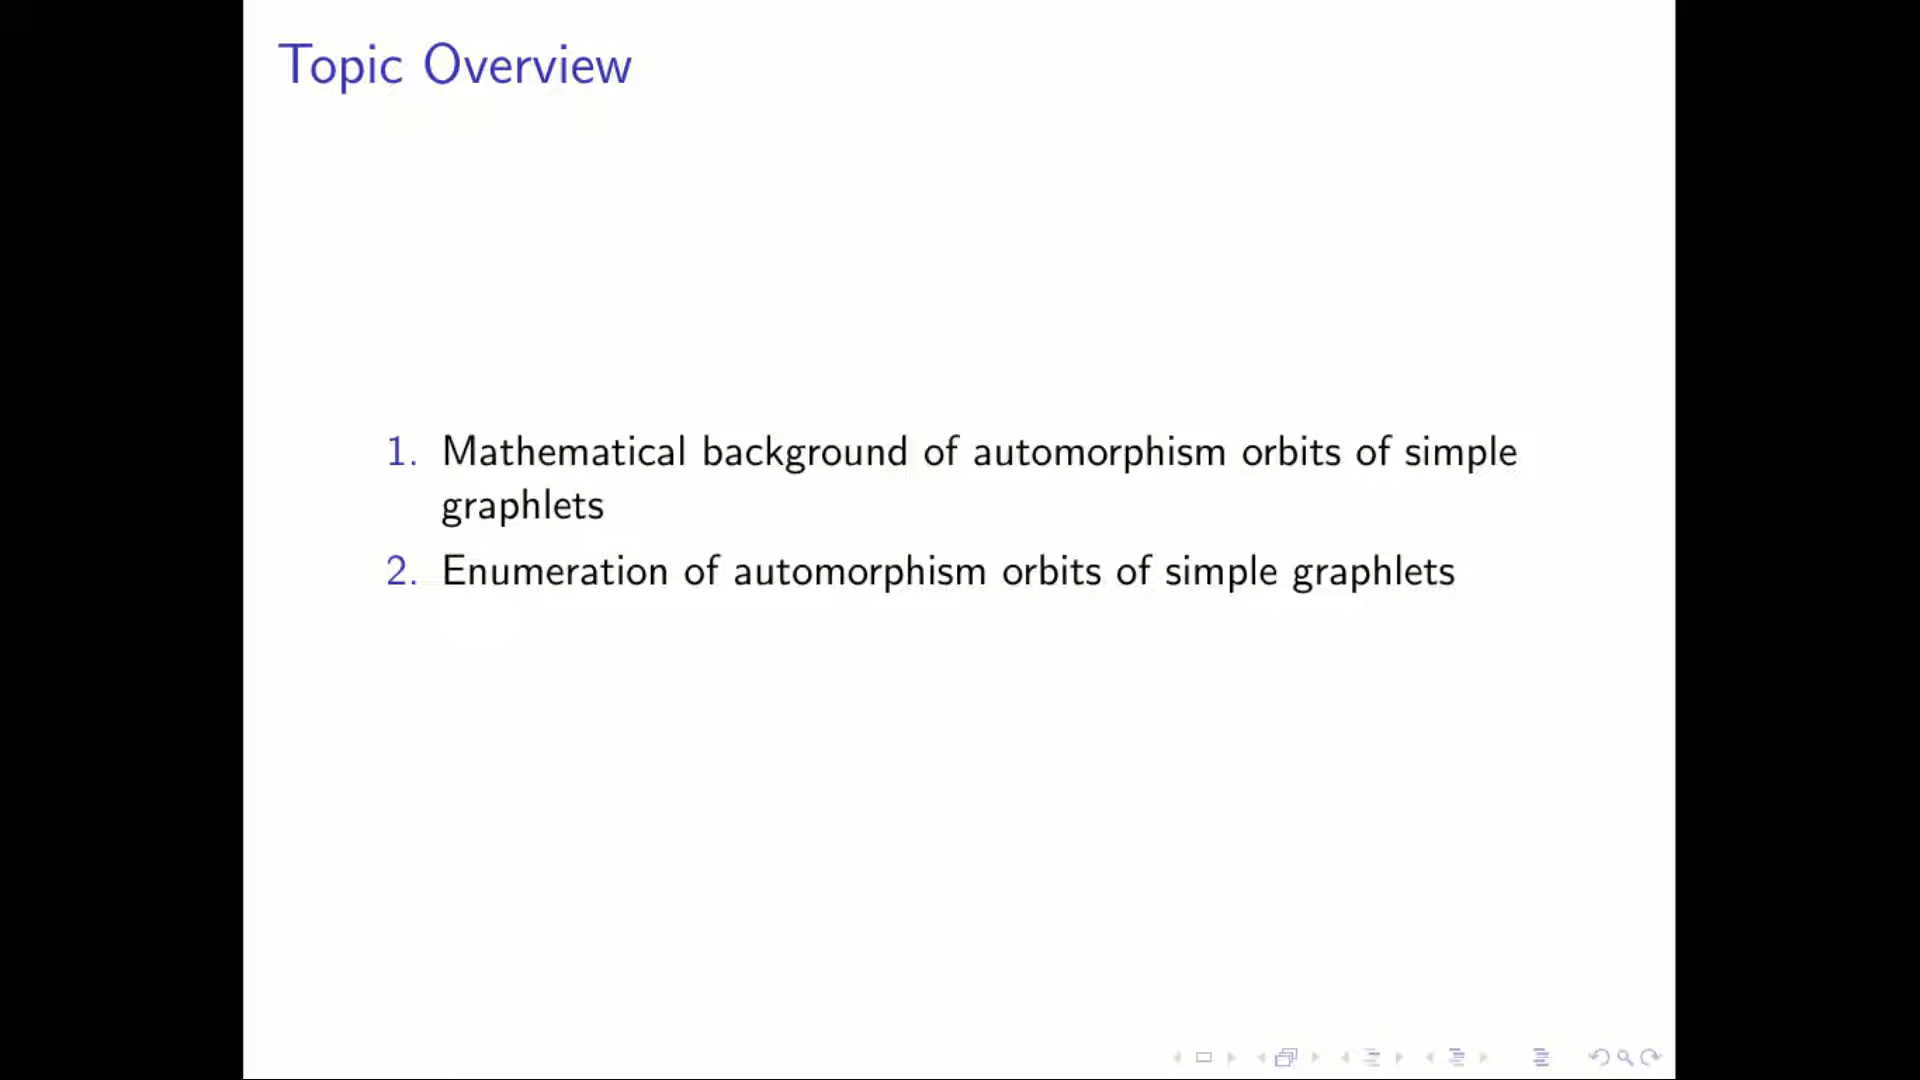 Topic Overview
1. Mathematical background of automorphism orbits of simple
graphlets
2. Enumeration of automorphism orbits of simple graphlets